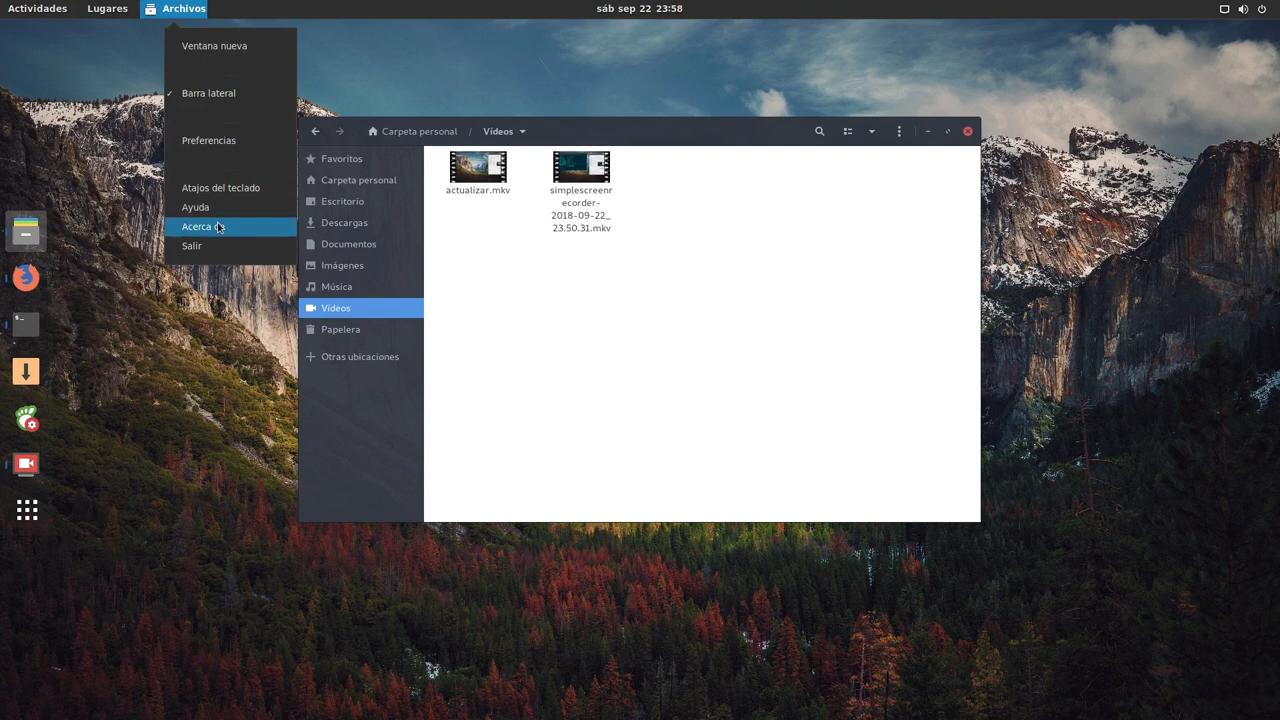 Actividades
Lugares
Archivos
sáb sep 22 23:58
Ventana nueva
✓ Barra lateral
Preferencias
Atajos del teclado
Ayuda
Acerca de
Salir
Carpeta personal / Vídeos
Favoritos
Carpeta personal
Escritorio
Descargas
Documentos
Imágenes
Música
Vídeos
Papelera
Otras ubicaciones
actualizar.mkv
simplescreenr
ecorder-
2018-09-22_
23.50.31.mkv